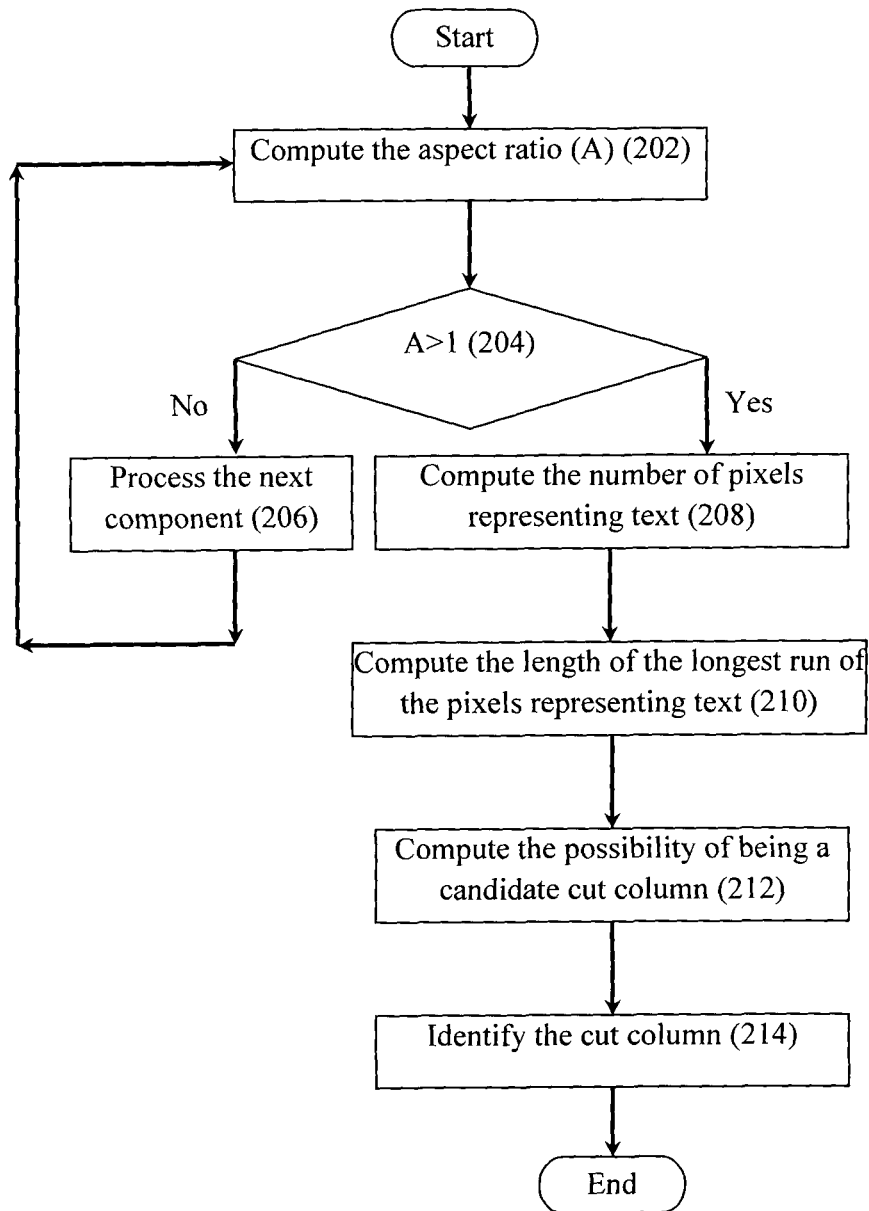 Start
Compute the aspect ratio (A) (202)
A>1 (204)
No
Yes
Process the next
component (206)
Compute the number of pixels
representing text (208)
Compute the length of the longest run of
the pixels representing text (210)
Compute the possibility of being a
candidate cut column (212)
Identify the cut column (214)
End